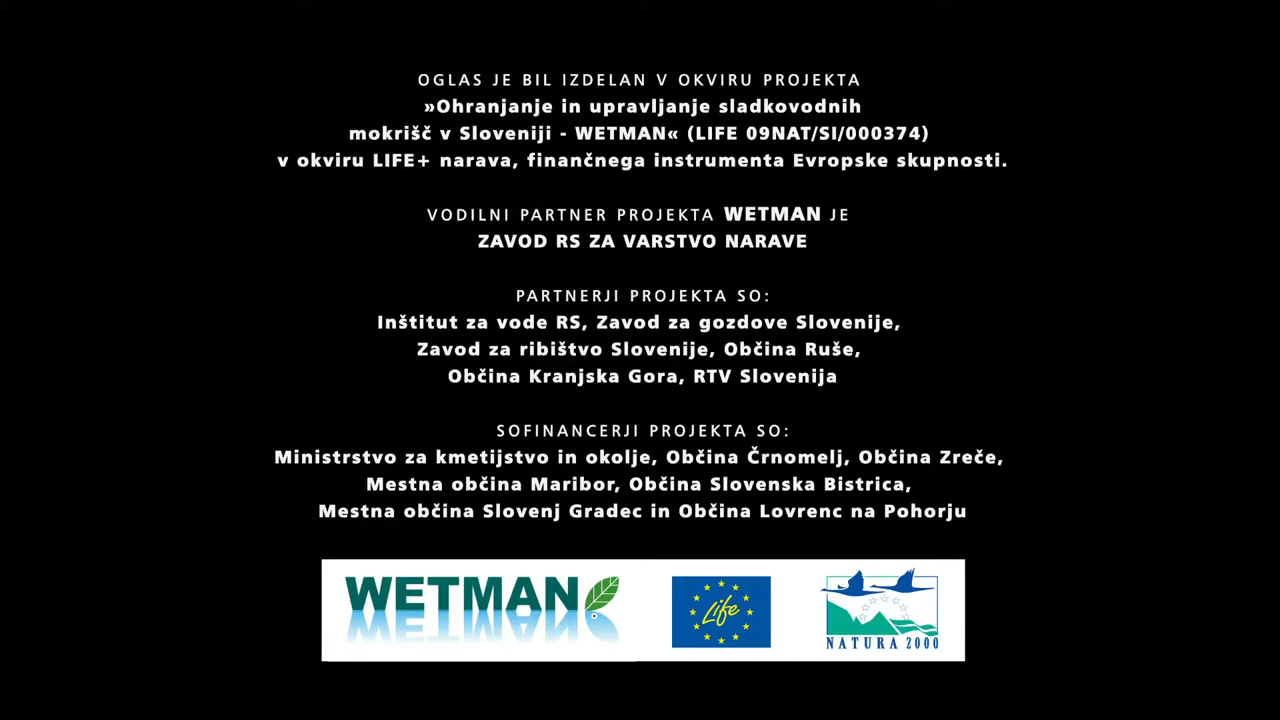 OGLAS JE BIL IZDELAN V OKVIRU PROJEKTA
»Ohranjanje in upravljanje sladkovodnih
mokrišč v Sloveniji - WETMAN« (LIFE 09NAT/SI/000374)
v okviru LIFE+ narava, finančnega instrumenta Evropske skupnosti.
VODILNI PARTNER PROJEKTA WETMAN JE
ZAVOD RS ZA VARSTVO NARAVE
PARTNERJI PROJEKTA SO:
Inštitut za vode RS, Zavod za gozdove Slovenije,
Zavod za ribištvo Slovenije, Občina Ruše,
Občina Kranjska Gora, RTV Slovenija
SOFINANCERJI PROJEKTA SO:
Ministrstvo za kmetijstvo in okolje, Občina Črnomelj, Občina Zreče,
Mestna občina Maribor, Občina Slovenska Bistrica,
Mestna občina Slovenj Gradec in Občina Lovrenc na Pohorju
WETMAN
Life
NATURA 2000